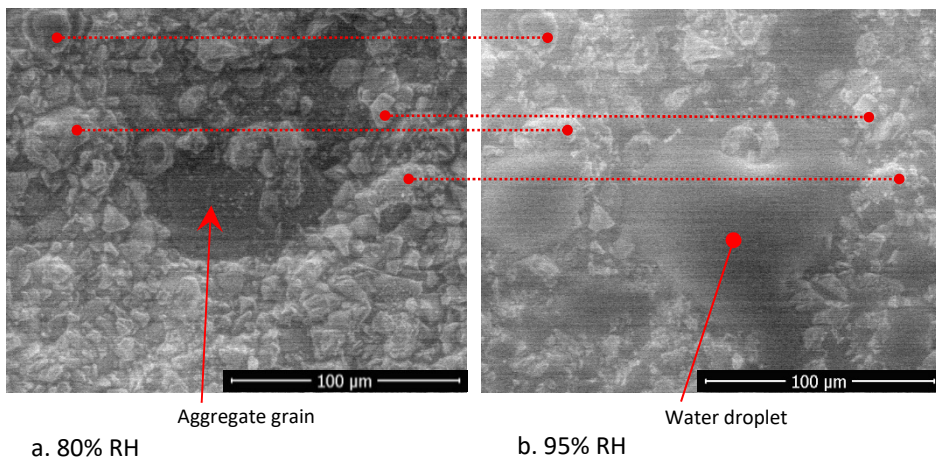 100 µm
100 µm
Aggregate grain
Water droplet
a. 80% RH
b. 95% RH